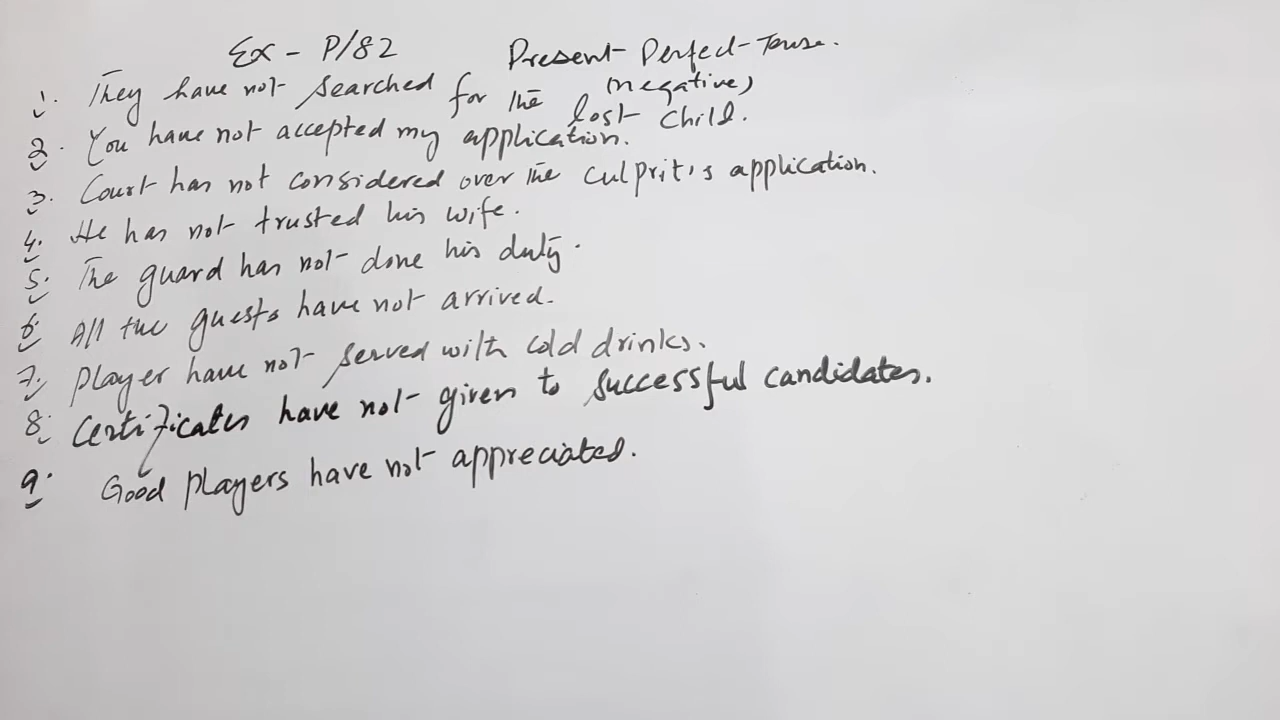 Ex - P/82 Present Perfect Tense.
(negative)
1. They have not searched for the lost child.
2. You have not accepted my application.
3. Court has not considered over the culprit's application.
4. He has not trusted his wife.
5. The guard has not done his duty.
6. All the guests have not arrived.
7. Player have not served with cold drinks.
8. Certificates have not given to successful candidates.
9. Good players have not appreciated.